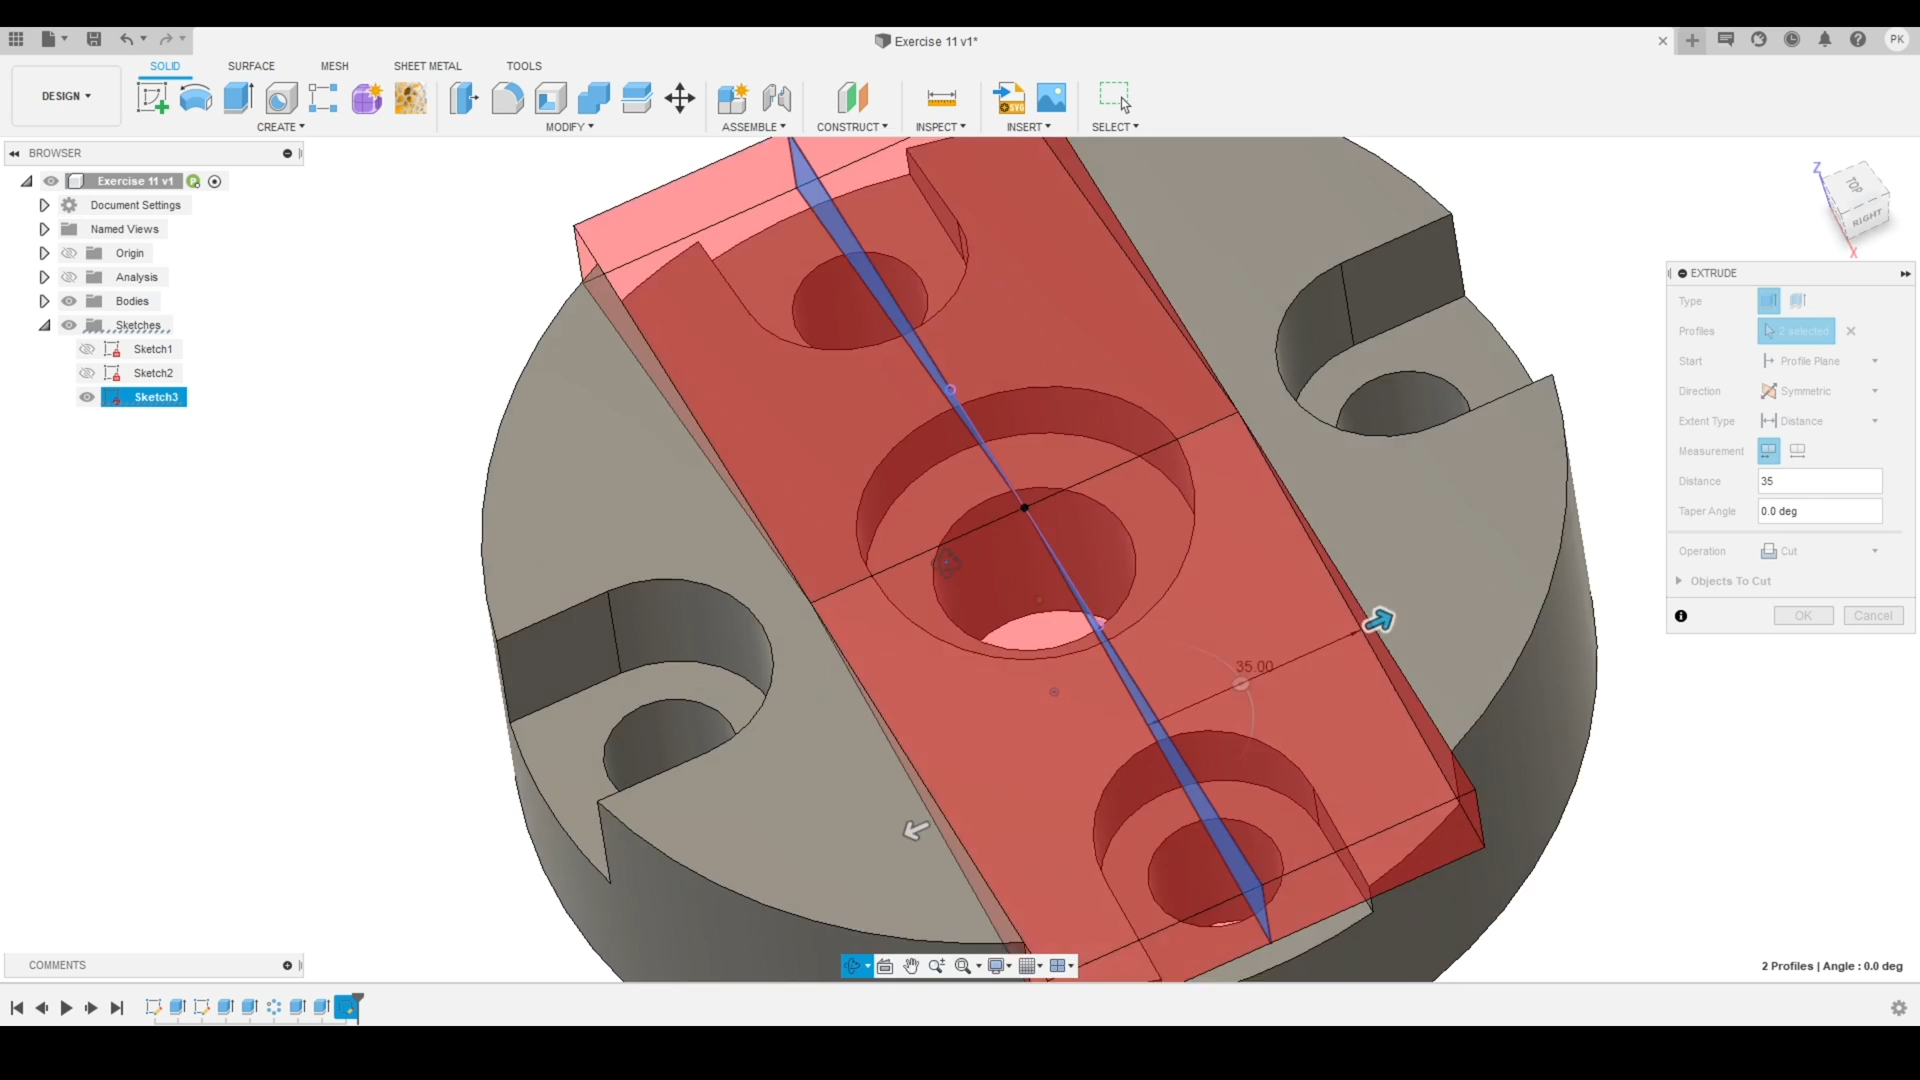 Exercise 11 v1*
PK
DESIGN
SOLID
SURFACE
MESH
SHEET METAL
TOOLS
CREATE
MODIFY
ASSEMBLE
CONSTRUCT
INSPECT
INSERT
SELECT
SVG
BROWSER
Exercise 11 v1
Document Settings
Named Views
Origin
Analysis
Bodies
Sketches
Sketch1
Sketch2
Sketch3
Z
TOP
RIGHT
X
EXTRUDE
Type
Profiles 2 selected
Start Profile Plane
Direction Symmetric
Extent Type Distance
Measurement
Distance 35
Taper Angle 0.0 deg
Operation Cut
Objects To Cut
OK Cancel
35.00
COMMENTS
2 Profiles | Angle : 0.0 deg